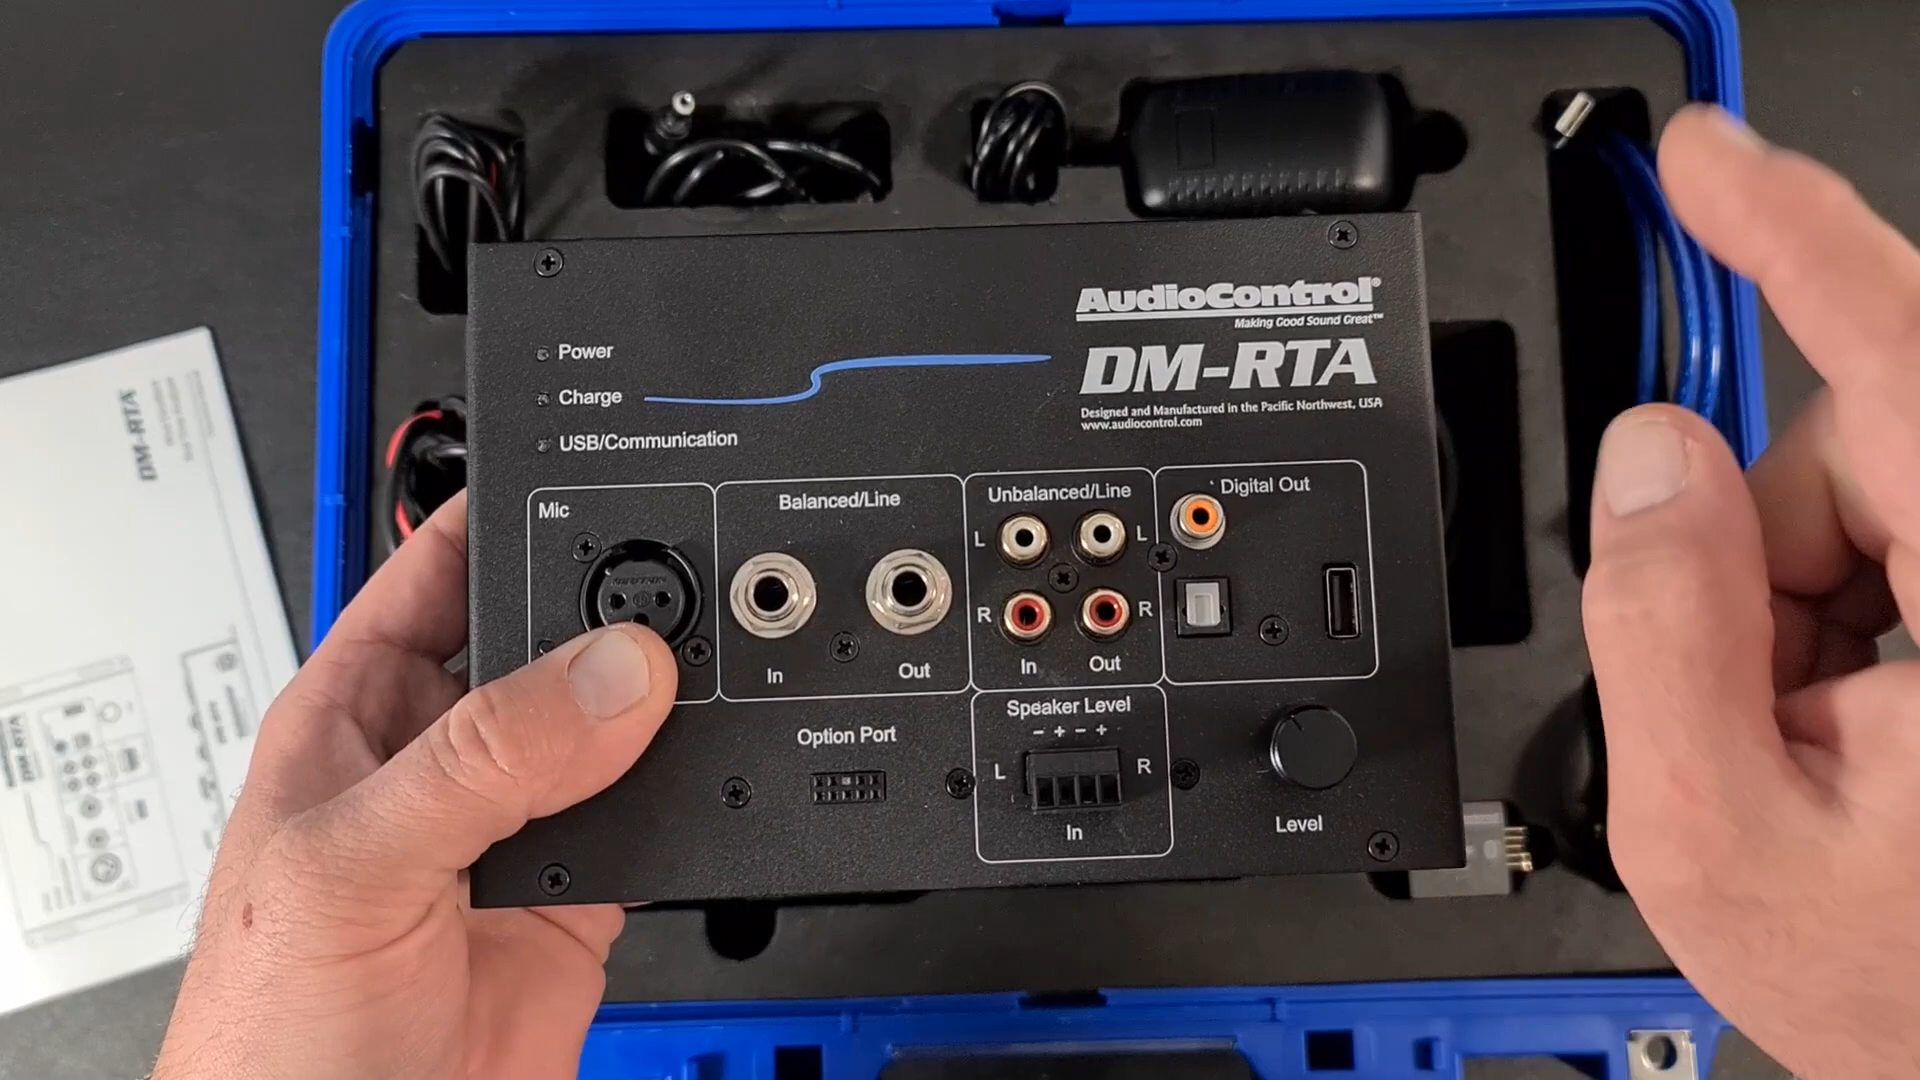 AudioControl®
Making Good Sound Great™
DM-RTA
Designed and Manufactured in the Pacific Northwest, USA
www.audiocontrol.com
Power
Charge
USB/Communication
Mic
Balanced/Line
In
Out
Unbalanced/Line
L
L
R
R
In
Out
Digital Out
Option Port
Speaker Level
- + - +
L
R
In
Level
DM-RTA
DM-RTA